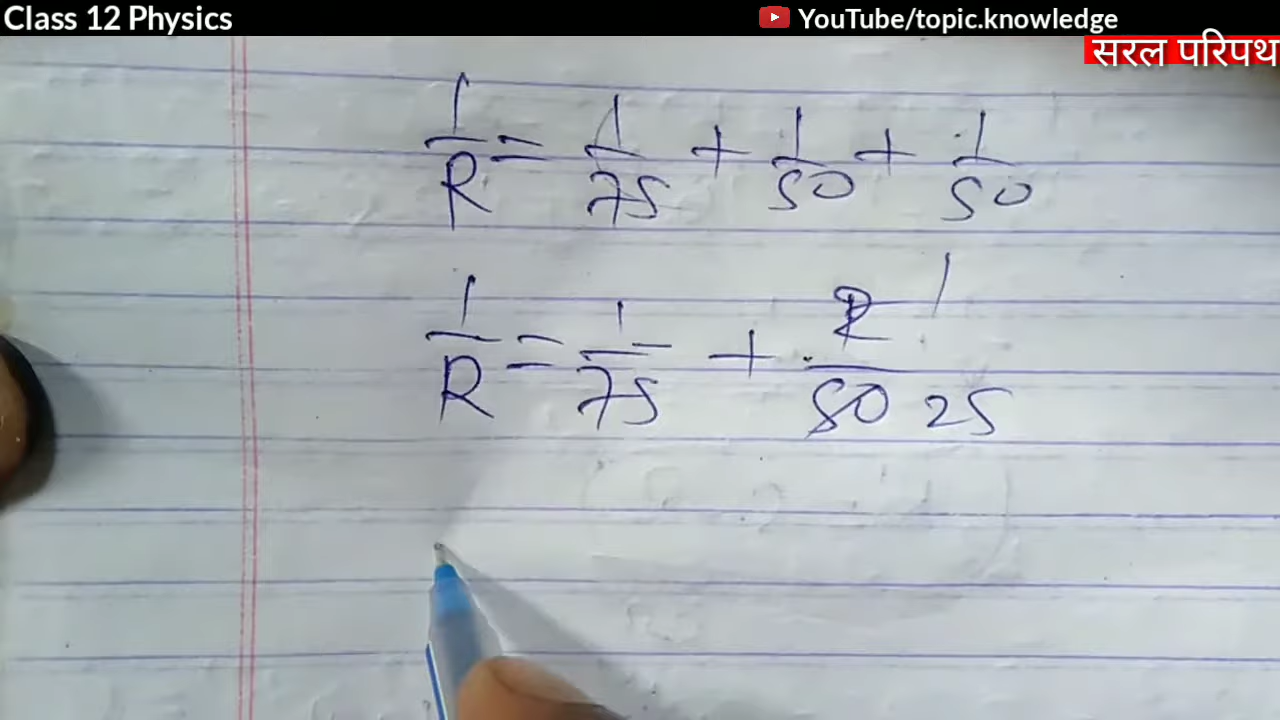 Class 12 Physics
YouTube/topic.knowledge
सरल परिपथ
1/R = 1/75 + 1/50 + 1/50
1/R = 1/75 + 2/50 1/25